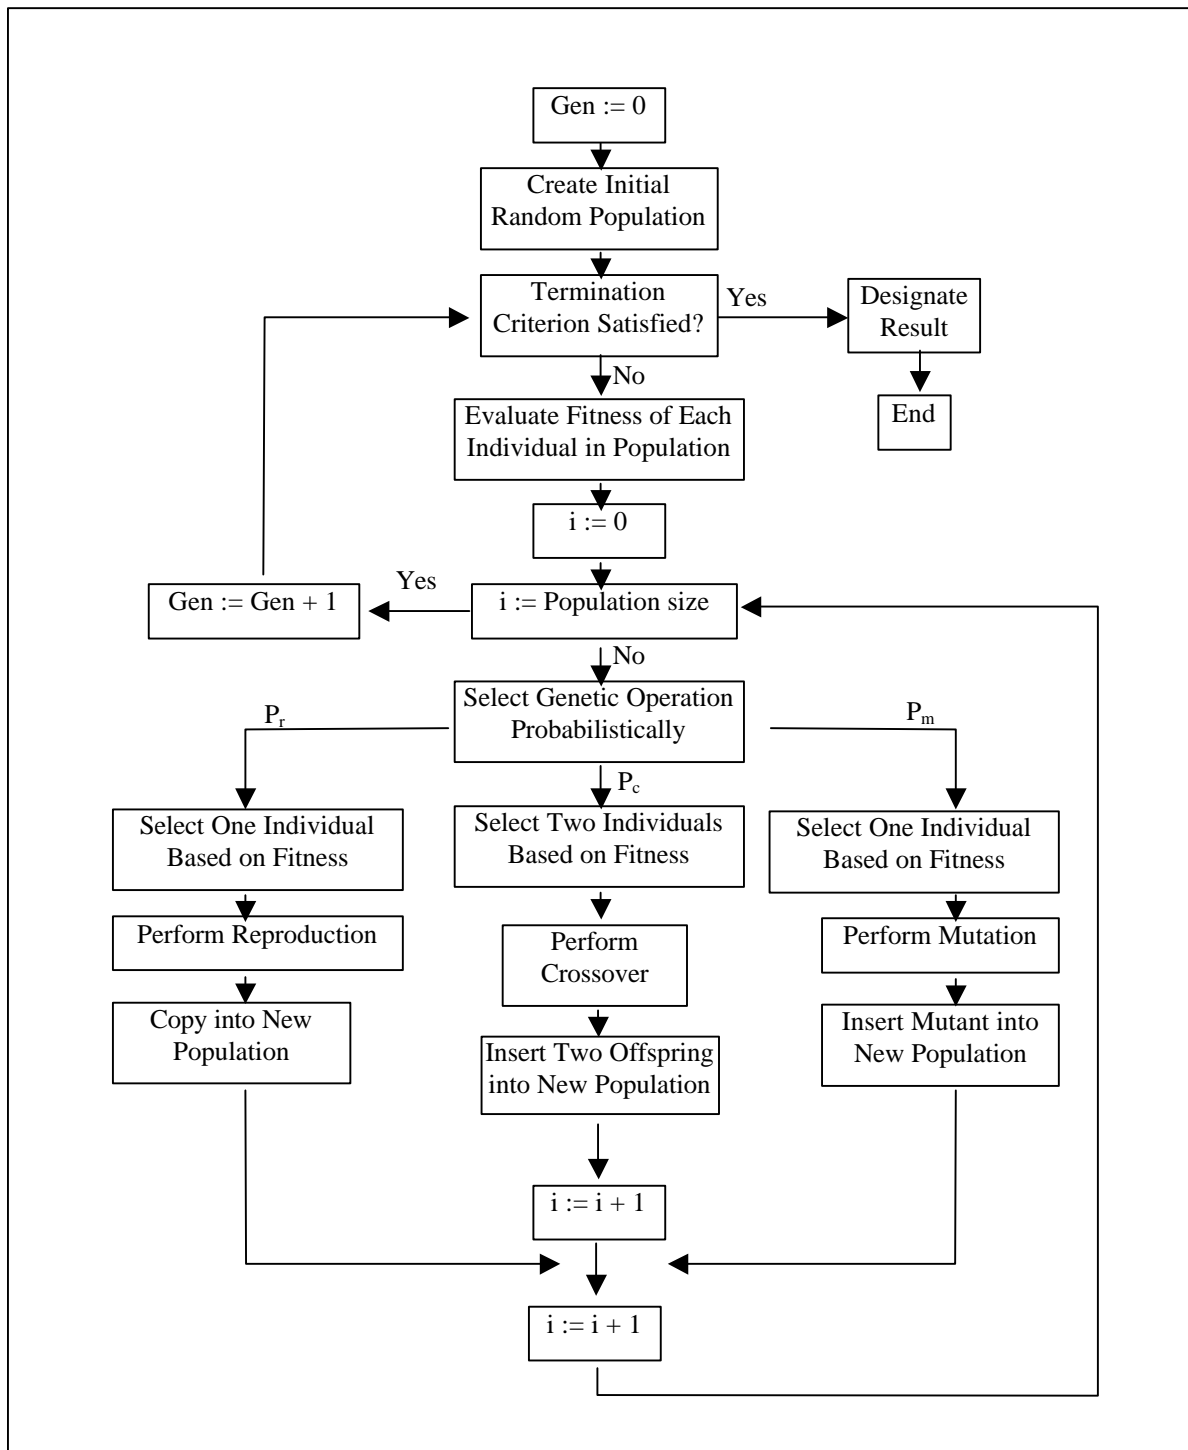 Gen := 0
Create Initial
Random Population
Termination
Criterion Satisfied?
Yes
Designate
Result
No
End
Evaluate Fitness of Each
Individual in Population
i := 0
Yes
Gen := Gen + 1
i := Population size
No
Select Genetic Operation
Probabilistically
Pr
Pm
Pc
Select One Individual
Based on Fitness
Select Two Individuals
Based on Fitness
Select One Individual
Based on Fitness
Perform Reproduction
Perform
Crossover
Perform Mutation
Copy into New
Population
Insert Two Offspring
into New Population
Insert Mutant into
New Population
i := i + 1
i := i + 1